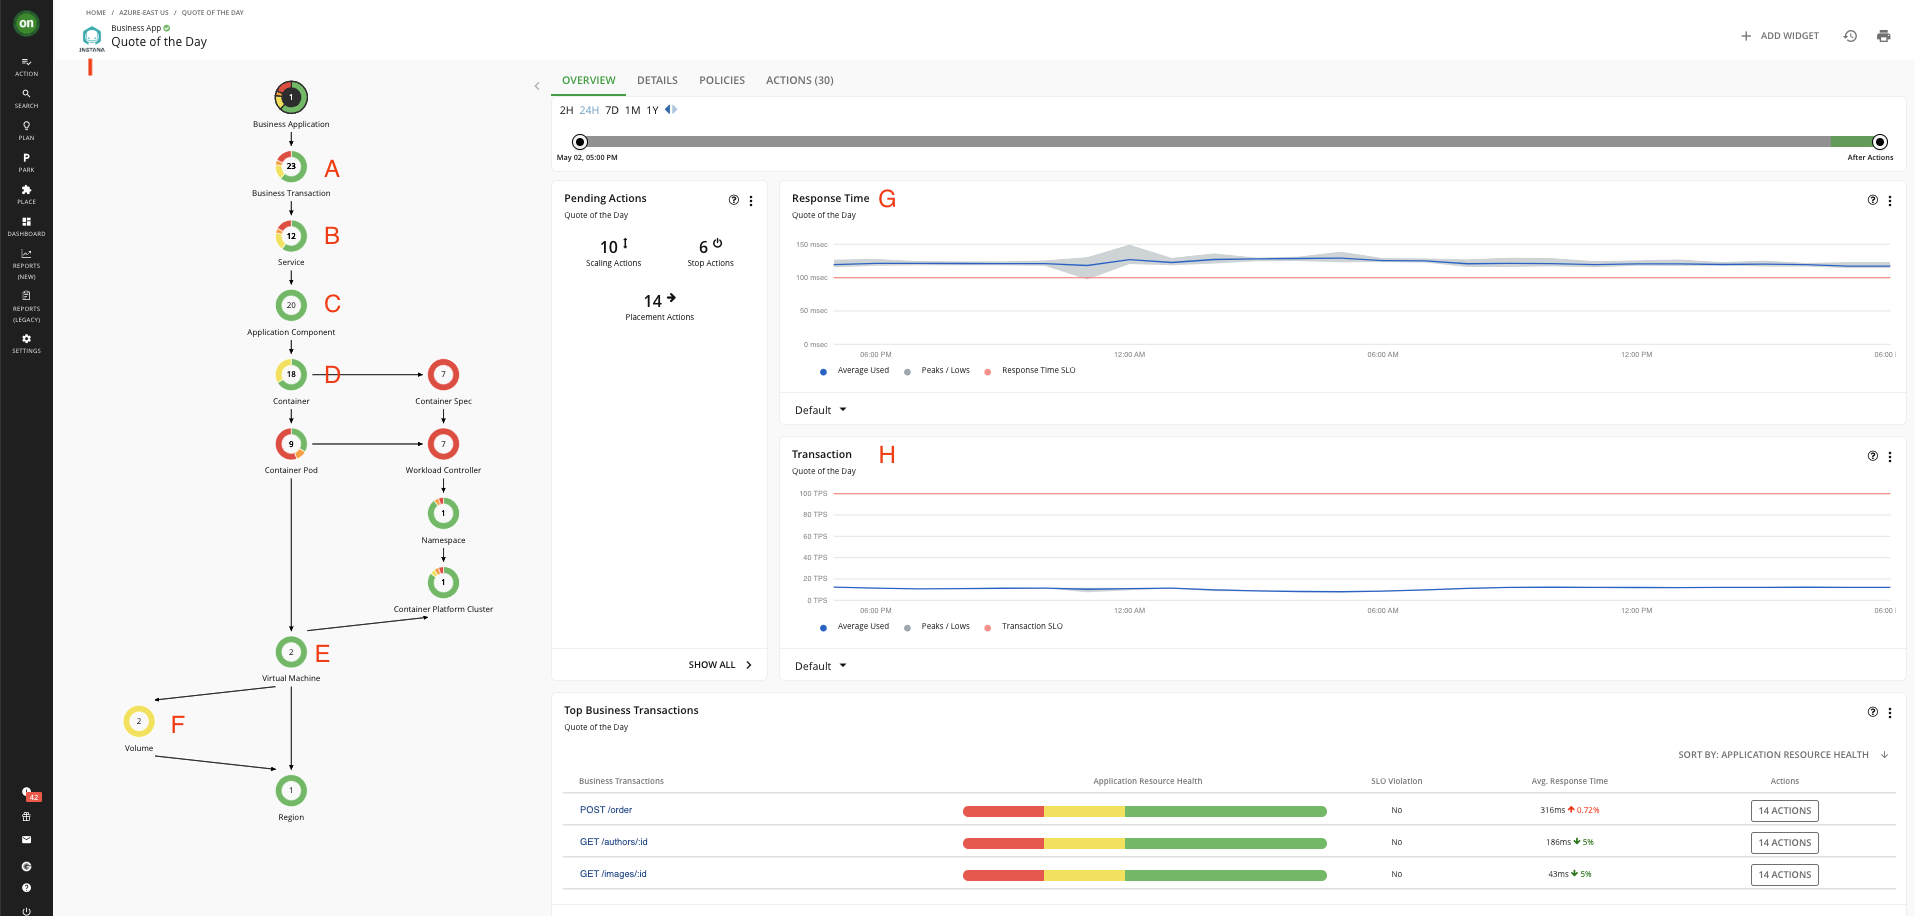 on
ACTION
SEARCH
PLAN
P
PARK
PLACE
DASHBOARD
REPORTS
(NEW)
REPORTS
(LEGACY)
SETTINGS
42
HOME / AZURE-EAST US / QUOTE OF THE DAY
INSTANA
Business App
Quote of the Day
ADD WIDGET
I
1
Business Application
23
A
Business Transaction
12
B
Service
20
C
Application Component
18
D
7
Container
Container Spec
9
7
Container Pod
Workload Controller
1
Namespace
1
Container Platform Cluster
2
E
Virtual Machine
2
F
Volume
1
Region
OVERVIEW DETAILS POLICIES ACTIONS (30)
2H 24H 7D 1M 1Y
May 02, 05:00 PM
After Actions
Pending Actions
Quote of the Day
10
Scaling Actions
6
Stop Actions
14
Placement Actions
SHOW ALL
Response Time G
Quote of the Day
150 msec
100 msec
50 msec
0 msec
06:00 PM 12:00 AM 06:00 AM 12:00 PM 06:00
Average Used Peaks / Lows Response Time SLO
Default
Transaction H
Quote of the Day
100 TPS
80 TPS
60 TPS
40 TPS
20 TPS
0 TPS
06:00 PM 12:00 AM 06:00 AM 12:00 PM 06:00
Average Used Peaks / Lows Transaction SLO
Default
Top Business Transactions
Quote of the Day
SORT BY: APPLICATION RESOURCE HEALTH
Business Transactions Application Resource Health SLO Violation Avg. Response Time Actions
POST /order No 316ms 0.72% 14 ACTIONS
GET /authors/:id No 186ms 5% 14 ACTIONS
GET /images/:id No 43ms 5% 14 ACTIONS